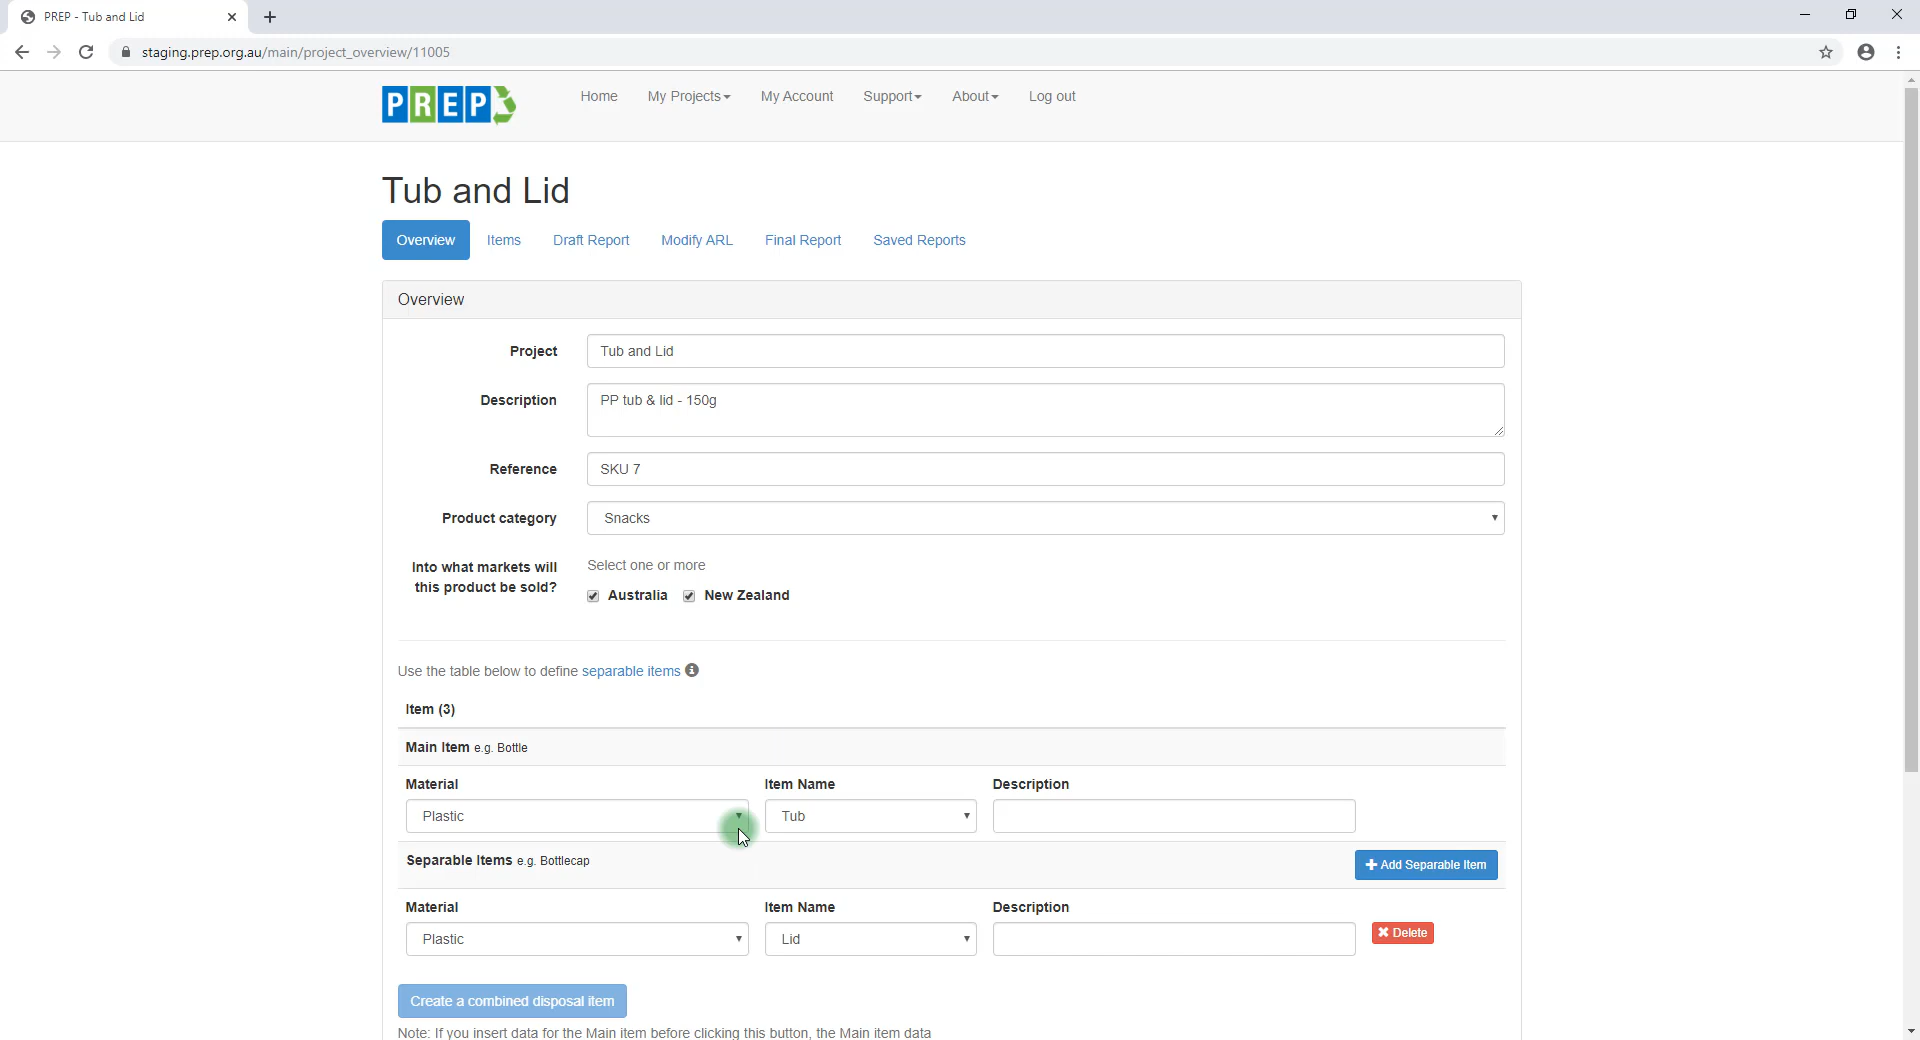 PREP - Tub and Lid
staging.prep.org.au/main/project_overview/11005
PREP
Home My Projects My Account Support About Log out
Tub and Lid
Overview Items Draft Report Modify ARL Final Report Saved Reports
Overview
Project Tub and Lid
Description PP tub & lid - 150g
Reference SKU 7
Product category Snacks
Into what markets will Select one or more
this product be sold? Australia New Zealand
Use the table below to define separable items
Item (3)
Main Item e.g. Bottle
Material Item Name Description
Plastic Tub
Separable Items e.g. Bottlecap + Add Separable Item
Material Item Name Description
Plastic Lid Delete
Create a combined disposal item
Note: If you insert data for the Main item before clicking this button, the Main item data